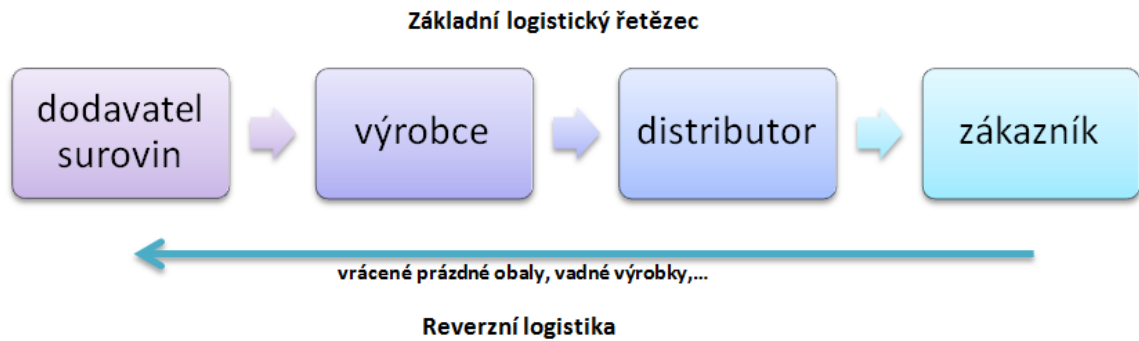 Základní logistický řetězec
dodavatel
surovin
výrobce
distributor
zákazník
vrácené prázdné obaly, vadné výrobky,...
Reverzní logistika